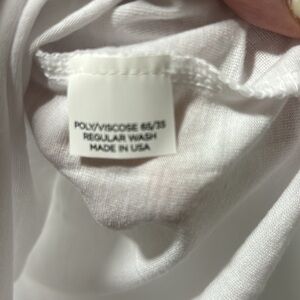 POLY/VISCOSE 65/35
REGULAR WASH
MADE IN USA